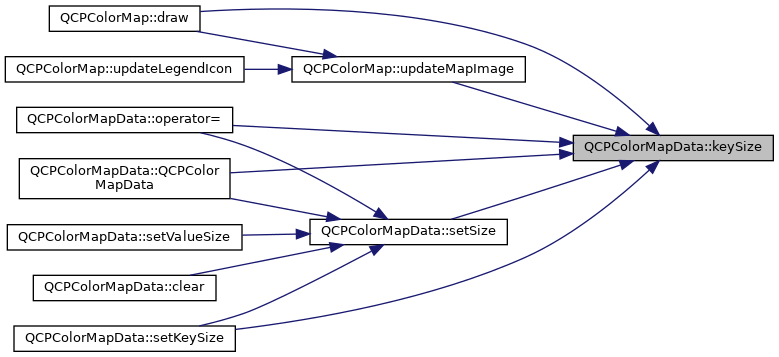 QCPColorMap::draw
QCPColorMap::updateLegendIcon
QCPColorMap::updateMapImage
QCPColorMapData::operator=
QCPColorMapData::keySize
QCPColorMapData::QCPColor
MapData
QCPColorMapData::setValueSize
QCPColorMapData::setSize
QCPColorMapData::clear
QCPColorMapData::setKeySize